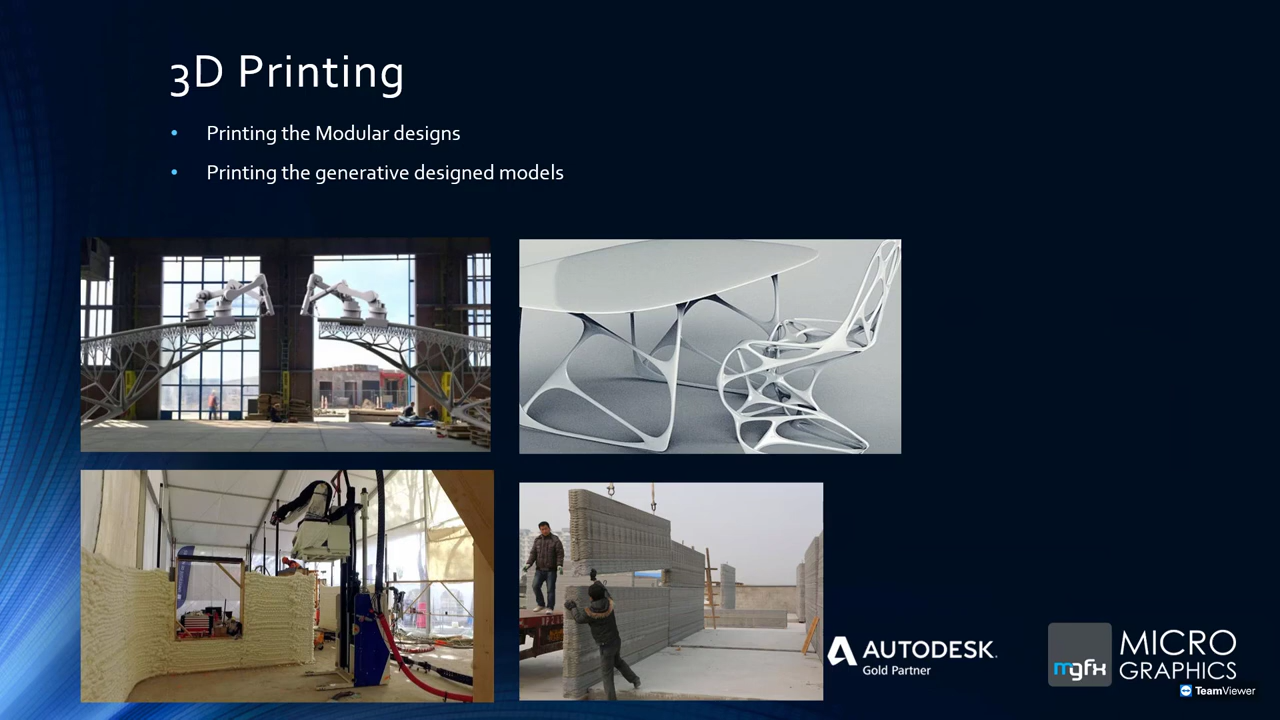 3D Printing
• Printing the Modular designs
• Printing the generative designed models
AUTODESK.
Gold Partner
mgfx
MICRO
GRAPHICS
TeamViewer